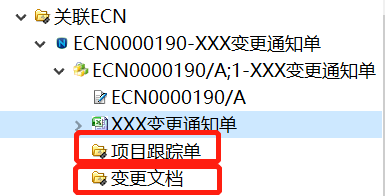 关联ECN
ECN0000190-XXX变更通知单
ECN0000190/A;1-XXX变更通知单
ECN0000190/A
XXX变更通知单
项目跟踪单
变更文档